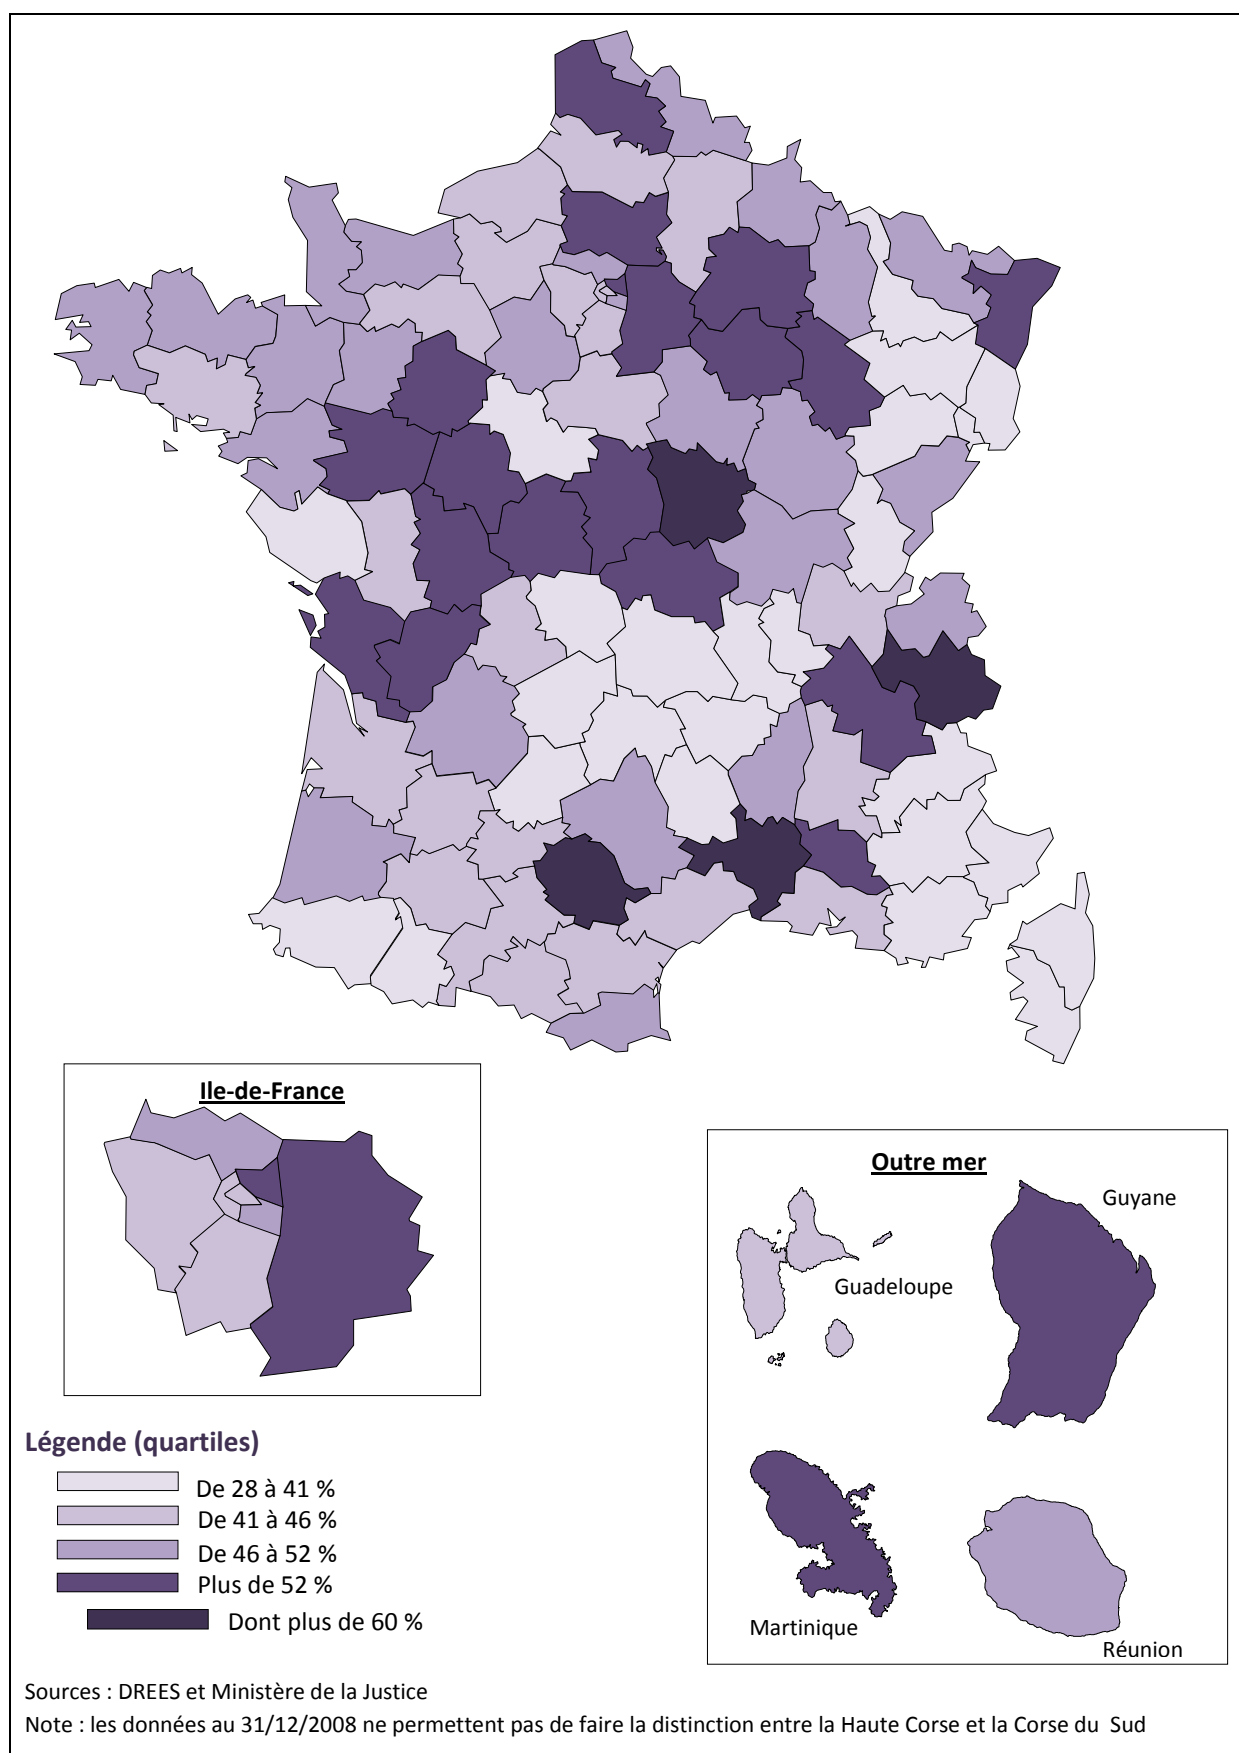 Ile-de-France
Outre mer
Guyane
Guadeloupe
Martinique
Réunion
Légende (quartiles)
De 28 à 41 %
De 41 à 46 %
De 46 à 52 %
Plus de 52 %
Dont plus de 60 %
Sources : DREES et Ministère de la Justice
Note : les données au 31/12/2008 ne permettent pas de faire la distinction entre la Haute Corse et la Corse du Sud